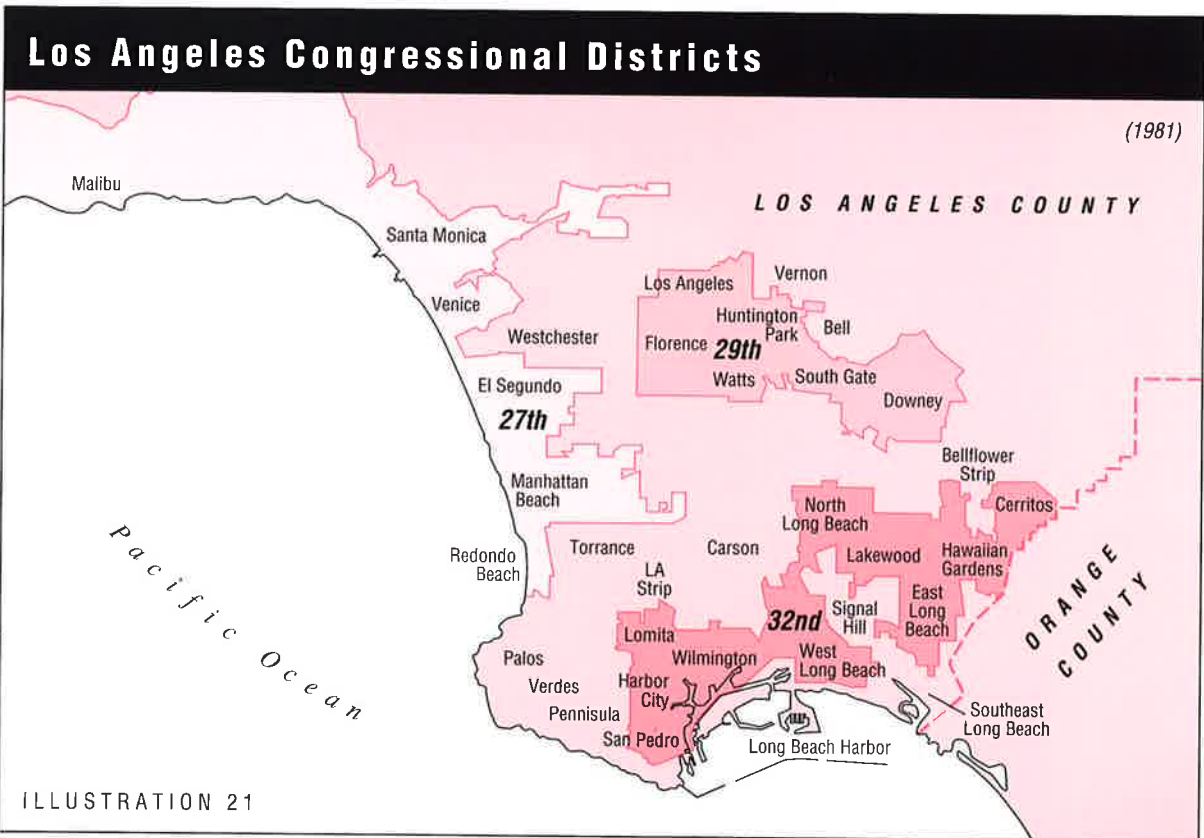 Los Angeles Congressional Districts
(1981)
Malibu
LOS ANGELES COUNTY
Santa Monica
Los Angeles
Vernon
Venice
Huntington
Park
Bell
Westchester
Florence
29th
Watts
South Gate
El Segundo
Downey
27th
Bellflower
Strip
Manhattan
Beach
North
Long Beach
Cerritos
Pacific Ocean
Redondo
Beach
Torrance
Carson
Lakewood
Hawaiian
Gardens
LA
Strip
East
Long
Beach
Signal
Hill
ORANGE
COUNTY
32nd
Lomita
Wilmington
West
Long Beach
Palos
Verdes
Pennisula
Harbor
City
San Pedro
Southeast
Long Beach
Long Beach Harbor
ILLUSTRATION 21